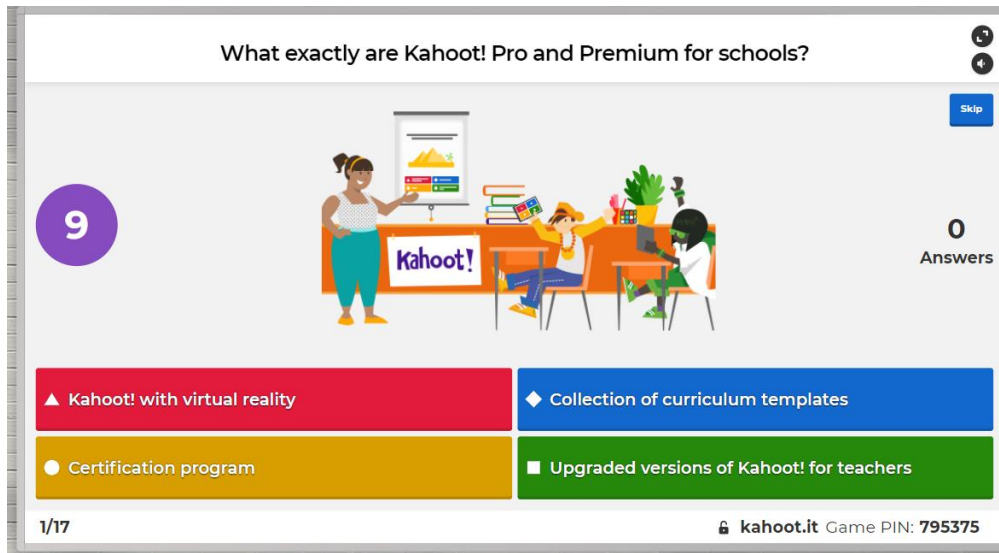 What exactly are Kahoot! Pro and Premium for schools?
Skip
9
Kahoot!
0
Answers
Kahoot! with virtual reality
Collection of curriculum templates
Certification program
Upgraded versions of Kahoot! for teachers
1/17
kahoot.it Game PIN: 795375